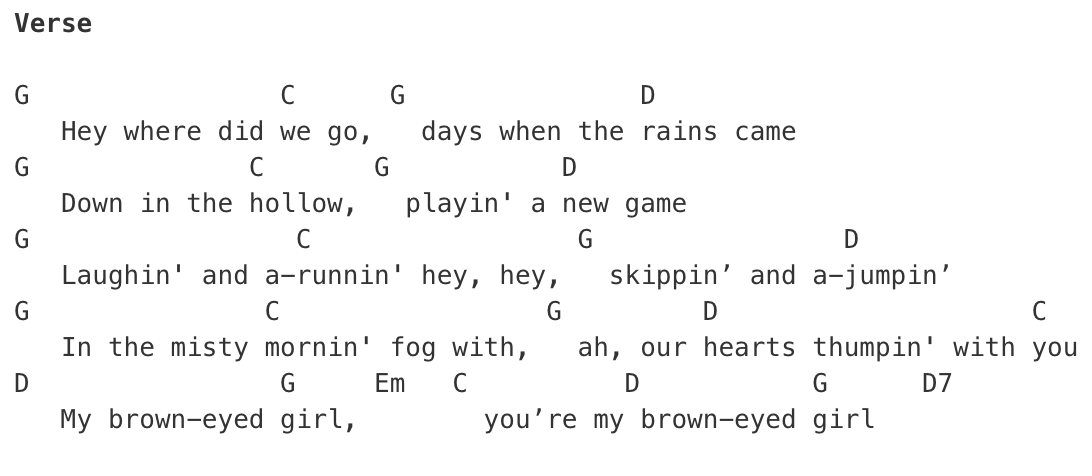 Verse
G                C      G               D
   Hey where did we go,   days when the rains came
G              C       G           D
   Down in the hollow,   playin' a new game
G                 C                 G                D
   Laughin' and a-runnin' hey, hey,   skippin’ and a-jumpin’
G               C                 G         D                    C
   In the misty mornin' fog with,   ah, our hearts thumpin' with you
D                G     Em   C          D           G      D7
   My brown-eyed girl,        you’re my brown-eyed girl